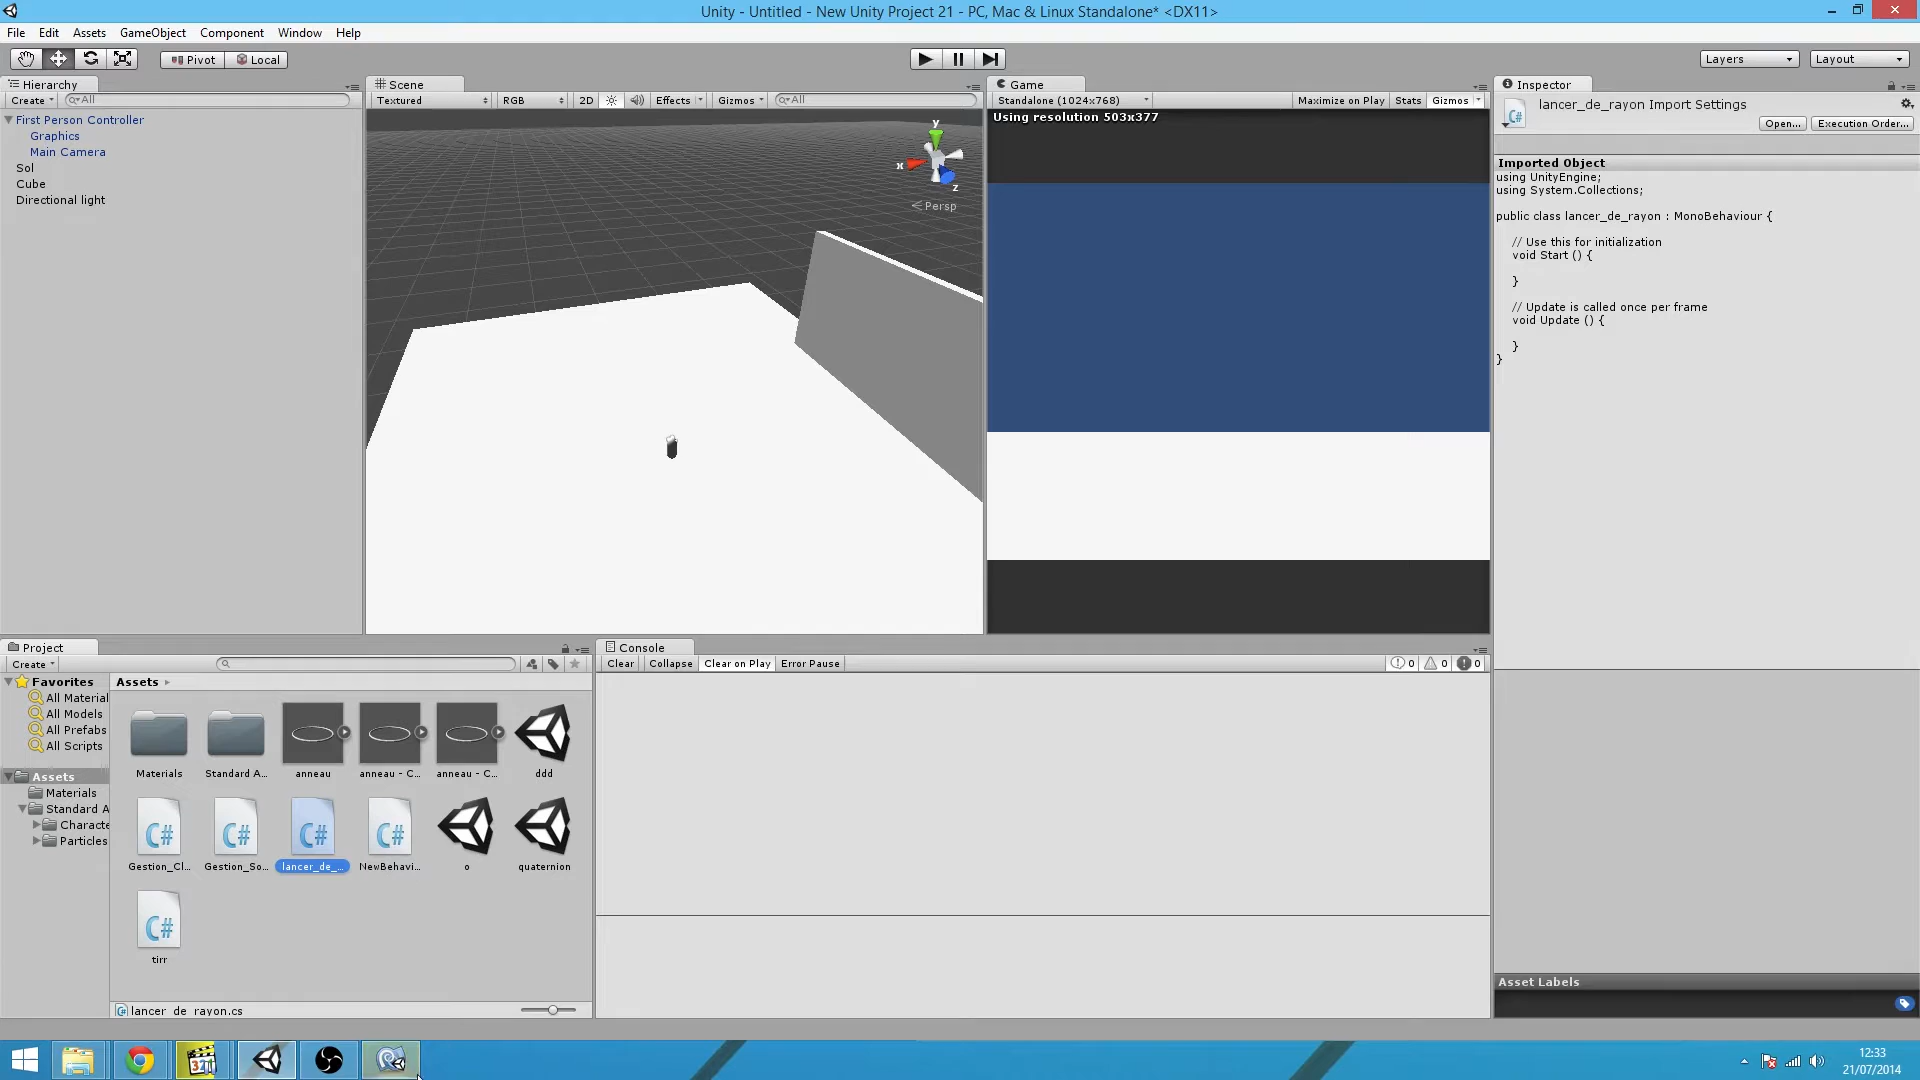 Unity - Untitled - New Unity Project 21 - PC, Mac & Linux Standalone* <DX11>
File Edit Assets GameObject Component Window Help
Pivot Local
Layers Layout
Hierarchy
Create All
First Person Controller
Graphics
Main Camera
Sol
Cube
Directional light
Scene
Textured RGB 2D Effects Gizmos All
y
x
z
Persp
Game
Standalone (1024x768) Maximize on Play Stats Gizmos
Using resolution 503x377
Inspector
lancer_de_rayon Import Settings
Open... Execution Order...
Imported Object
using UnityEngine;
using System.Collections;
public class lancer_de_rayon : MonoBehaviour {
// Use this for initialization
void Start () {
}
// Update is called once per frame
void Update () {
}
}
Project
Create
Favorites
All Material
All Models
All Prefabs
All Scripts
Assets
Materials
Standard A
Characte
Particles
Assets
Materials Standard A... anneau anneau - C... anneau - C... ddd
C# C# C# C#
Gestion_Cl... Gestion_So... lancer_de_... NewBehavi... o quaternion
C#
tirr
lancer_de_rayon.cs
Console
Clear Collapse Clear on Play Error Pause 0 0 0
Asset Labels
321
12:33
21/07/2014